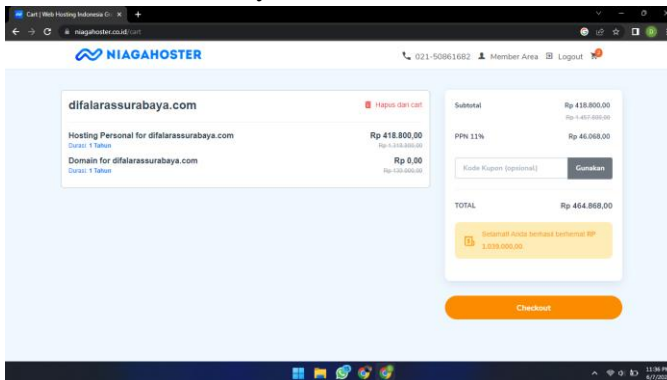 Cart | Web Hosting Indonesia G
niagahoster.co.id/cart
NIAGAHOSTER
021-50861682 Member Area Logout
difalarassurabaya.com
Hapus dari cart
Hosting Personal for difalarassurabaya.com Rp 418.800,00
Durasi: 1 Tahun
Domain for difalarassurabaya.com Rp 0,00
Durasi: 1 Tahun
Subtotal Rp 418.800,00
PPN 11% Rp 46.068,00
Kode Kupon (opsional) Gunakan
TOTAL Rp 464.868,00
Selamat! Anda berhasil berhemat RP
1.039.000,00
Checkout
11:36 PM